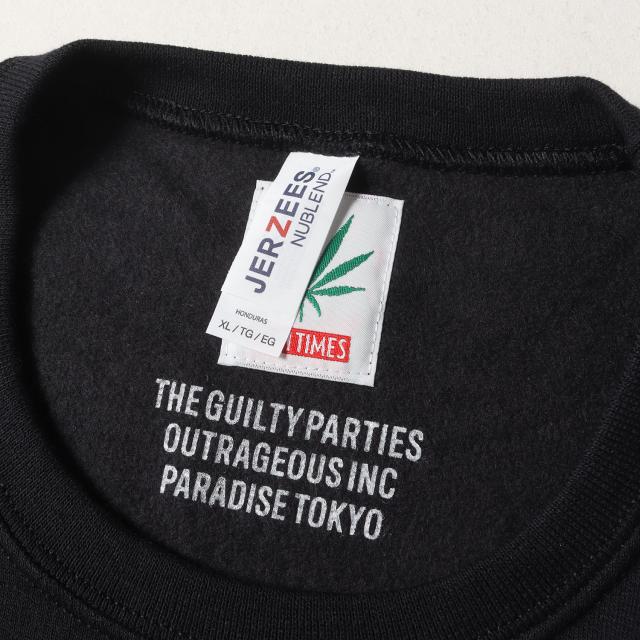 JERZEES®
NUBLEND.
HONDURAS
XL / TG / EG
TIMES
THE GUILTY PARTIES
OUTRAGEOUS INC
PARADISE TOKYO